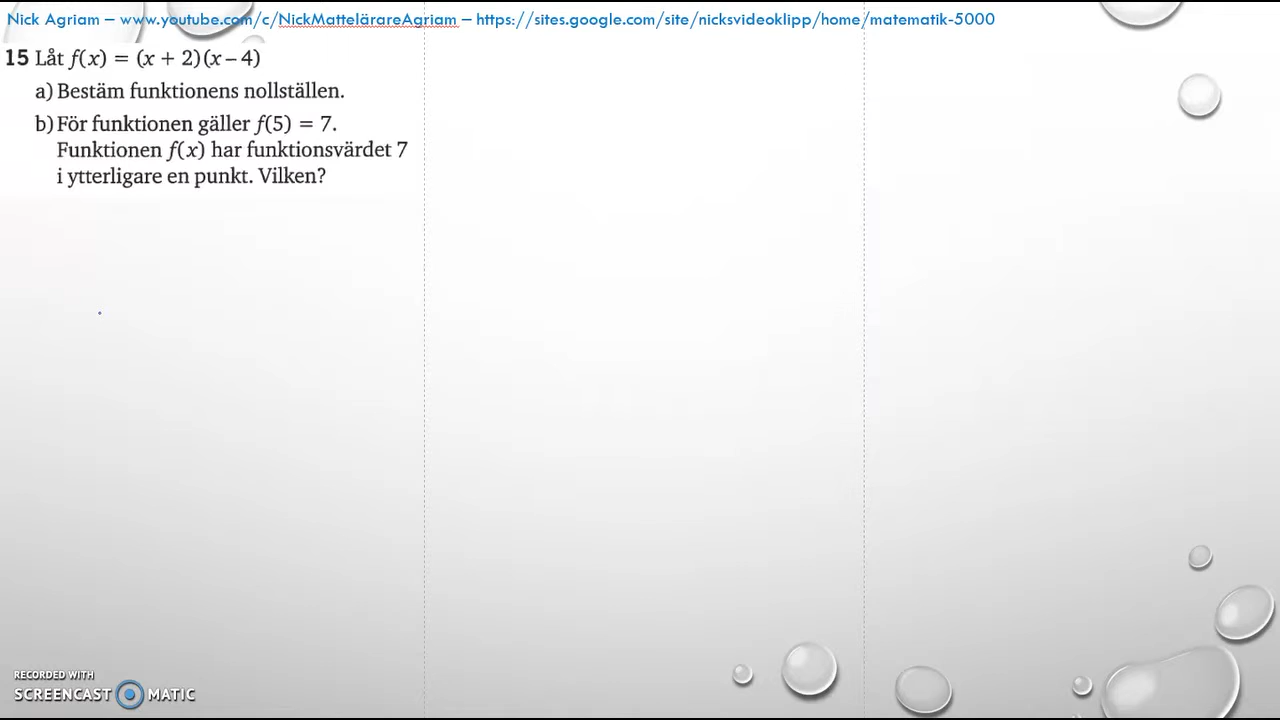 Nick Agriam – www.youtube.com/c/NickMattelärareAgriam – https://sites.google.com/site/nicksvideoklipp/home/matematik-5000
15 Låt f(x) = (x + 2)(x – 4)
a) Bestäm funktionens nollställen.
b) För funktionen gäller f(5) = 7.
Funktionen f(x) har funktionsvärdet 7
i ytterligare en punkt. Vilken?
RECORDED WITH
SCREENCAST MATIC